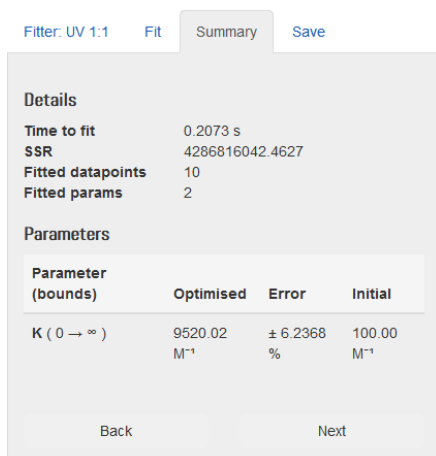 Fitter: UV 1:1 Fit Summary Save
Details
Time to fit 0.2073 s
SSR 4286816042.4627
Fitted datapoints 10
Fitted params 2
Parameters
Parameter
(bounds) Optimised Error Initial
K ( 0 → ∞ ) 9520.02 ± 6.2368 100.00
M⁻¹ % M⁻¹
Back Next